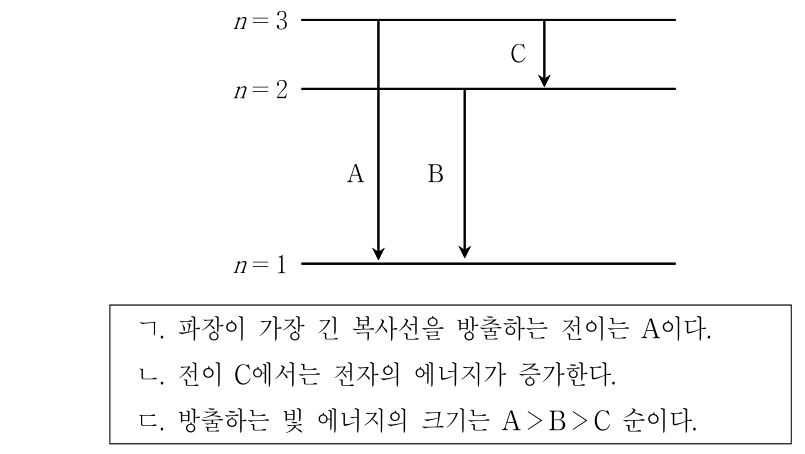 n=3
C
n=2
A
B
n=1
ㄱ. 파장이 가장 긴 복사선을 방출하는 전이는 A이다.
ㄴ. 전이 C에서는 전자의 에너지가 증가한다.
ㄷ. 방출하는 빛 에너지의 크기는 A>B>C 순이다.